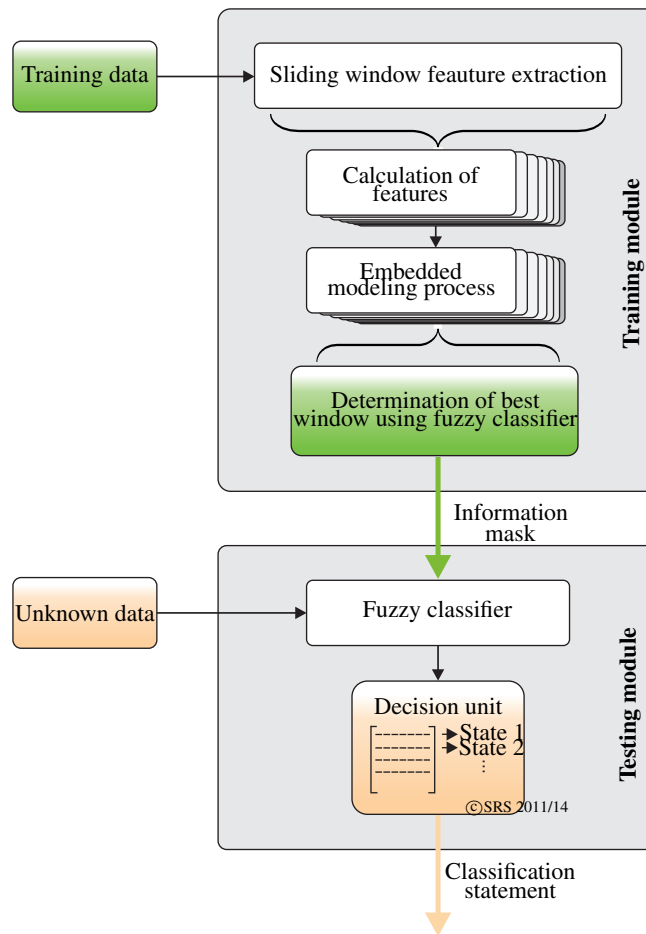 Training data
Sliding window feauture extraction
Calculation of
features
Embedded
modeling process
Determination of best
window using fuzzy classifier
Training module
Information
mask
Unknown data
Fuzzy classifier
Decision unit
State 1
State 2
⋮
©SRS 2011/14
Testing module
Classification
statement